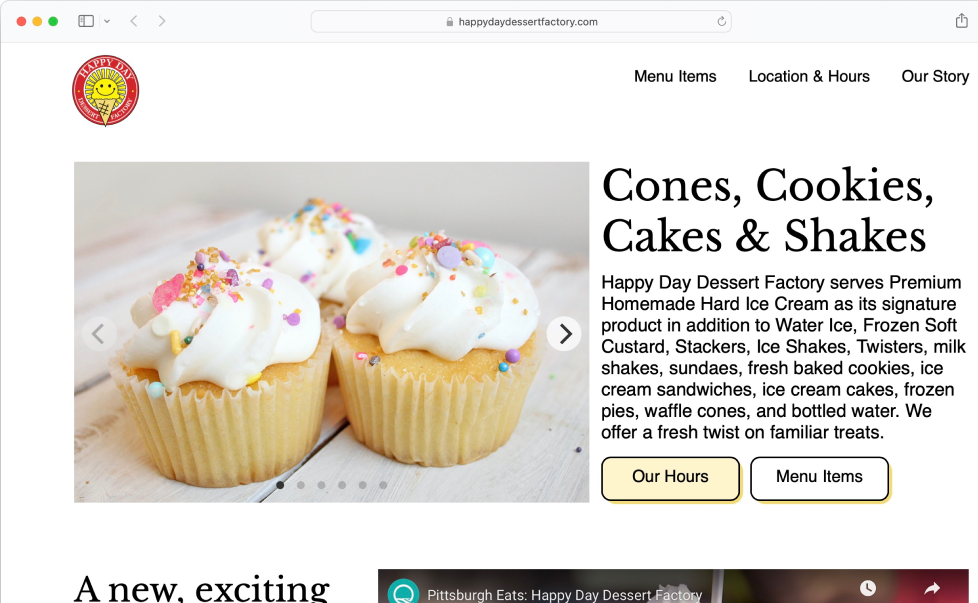 happydaydessertfactory.com
HAPPY DAY
DESSERT FACTORY
Menu Items
Location & Hours
Our Story
Cones, Cookies,
Cakes & Shakes
Happy Day Dessert Factory serves Premium
Homemade Hard Ice Cream as its signature
product in addition to Water Ice, Frozen Soft
Custard, Stackers, Ice Shakes, Twisters, milk
shakes, sundaes, fresh baked cookies, ice
cream sandwiches, ice cream cakes, frozen
pies, waffle cones, and bottled water. We
offer a fresh twist on familiar treats.
Our Hours
Menu Items
A new, exciting
Pittsburgh Eats: Happy Day Dessert Factory